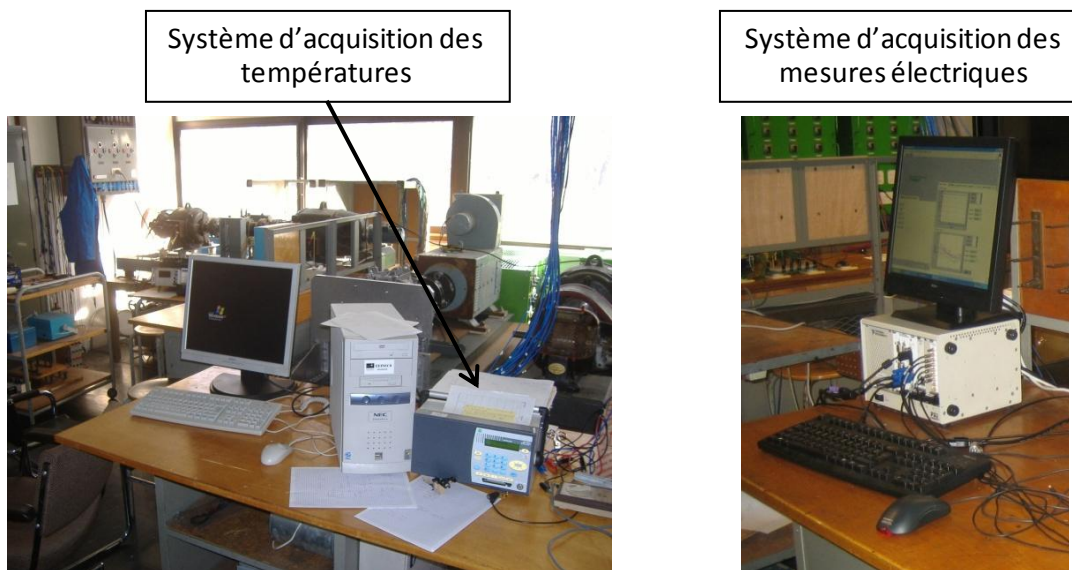 Système d'acquisition des
températures
Système d'acquisition des
mesures électriques
NEC